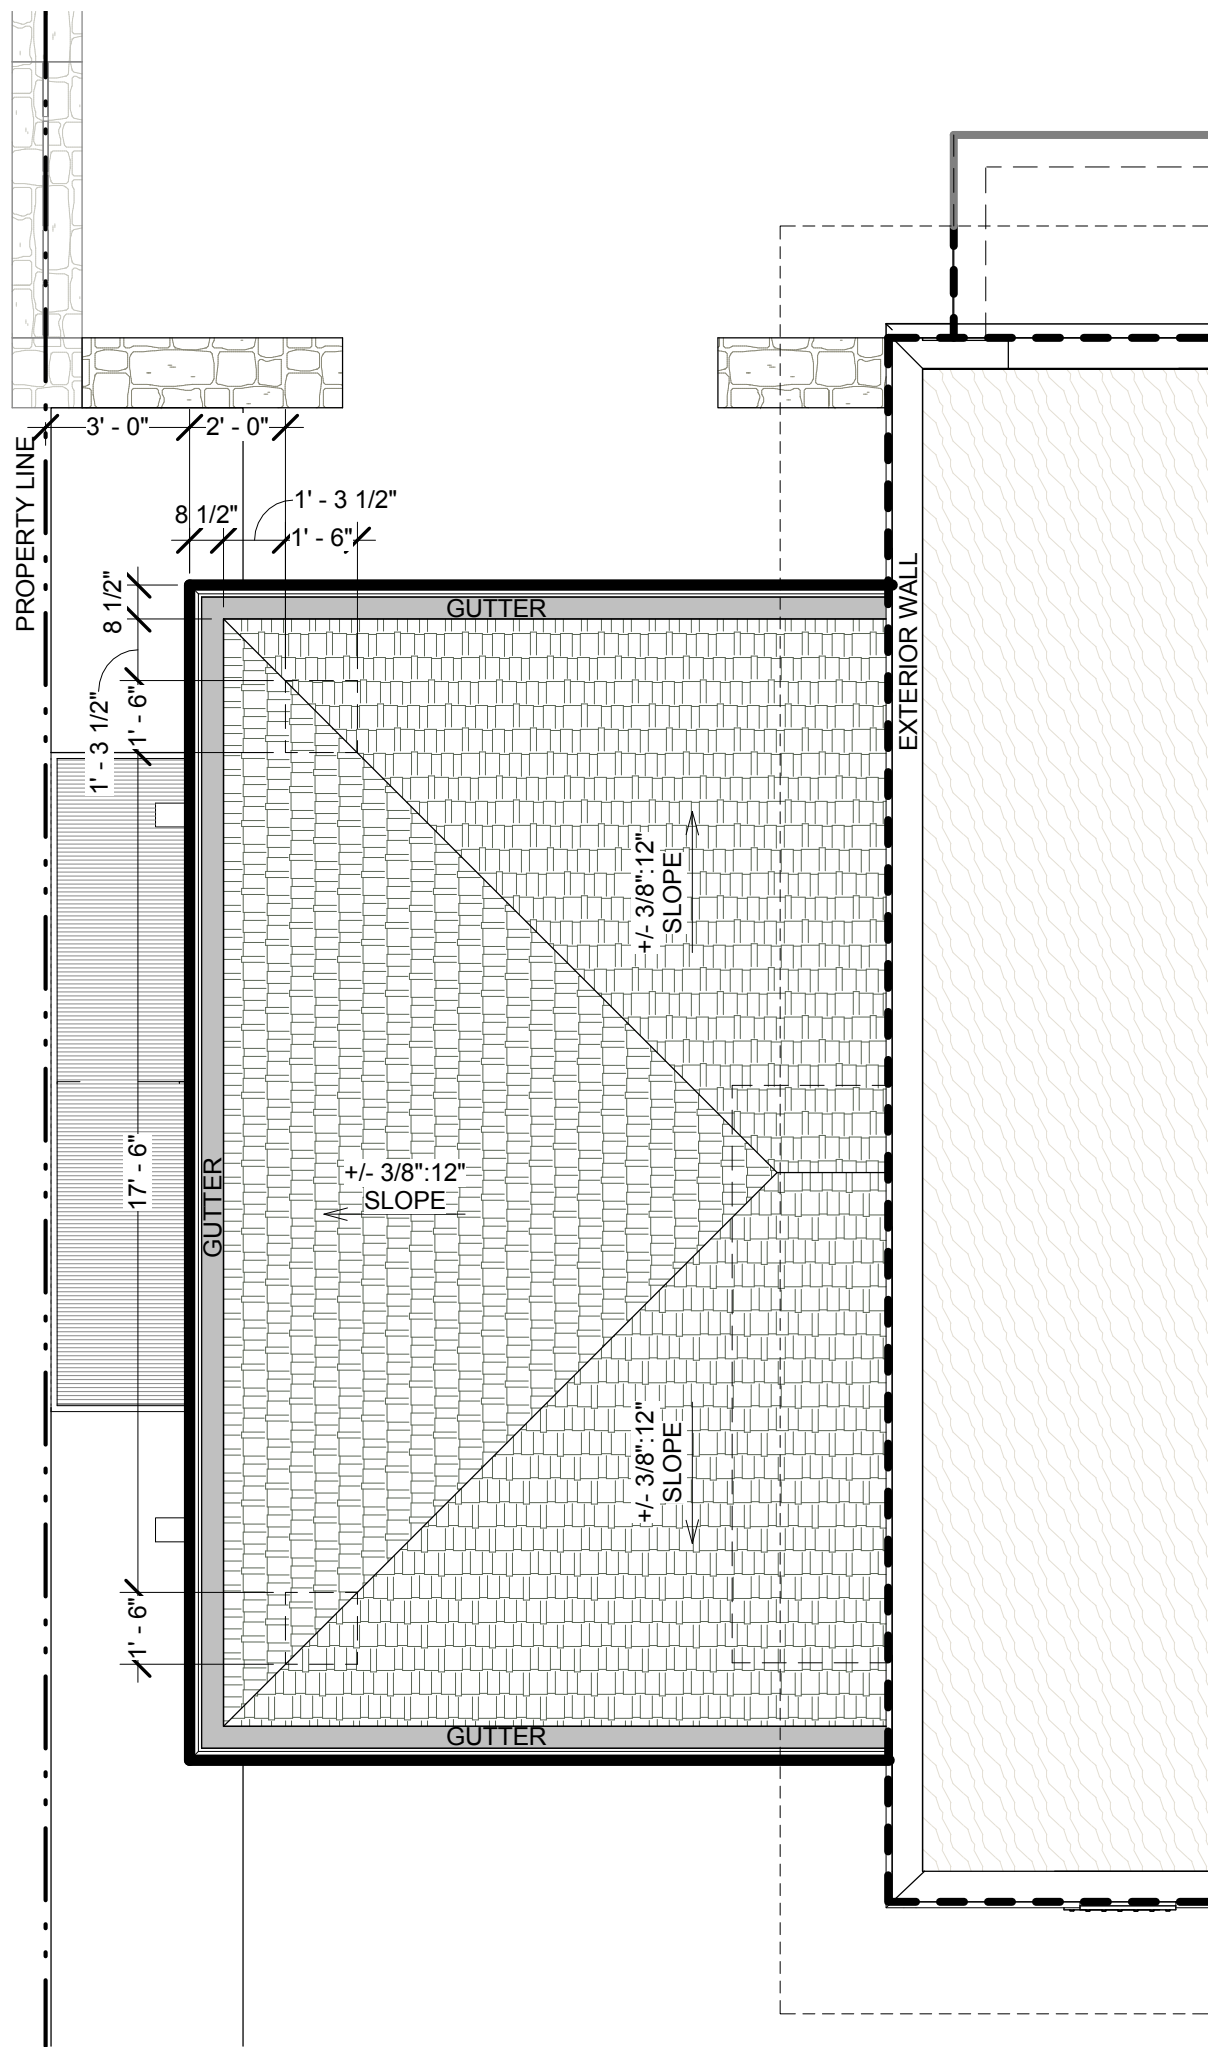 3' - 0"
2' - 0"
PROPERTY LINE
1' - 3 1/2"
8 1/2"
1' - 6"
8 1/2"
GUTTER
EXTERIOR WALL
1' - 6"
1' - 3 1/2"
+/- 3/8":12"
SLOPE
17' - 6"
GUTTER
+/- 3/8":12"
SLOPE
+/- 3/8":12"
SLOPE
1' - 6"
GUTTER